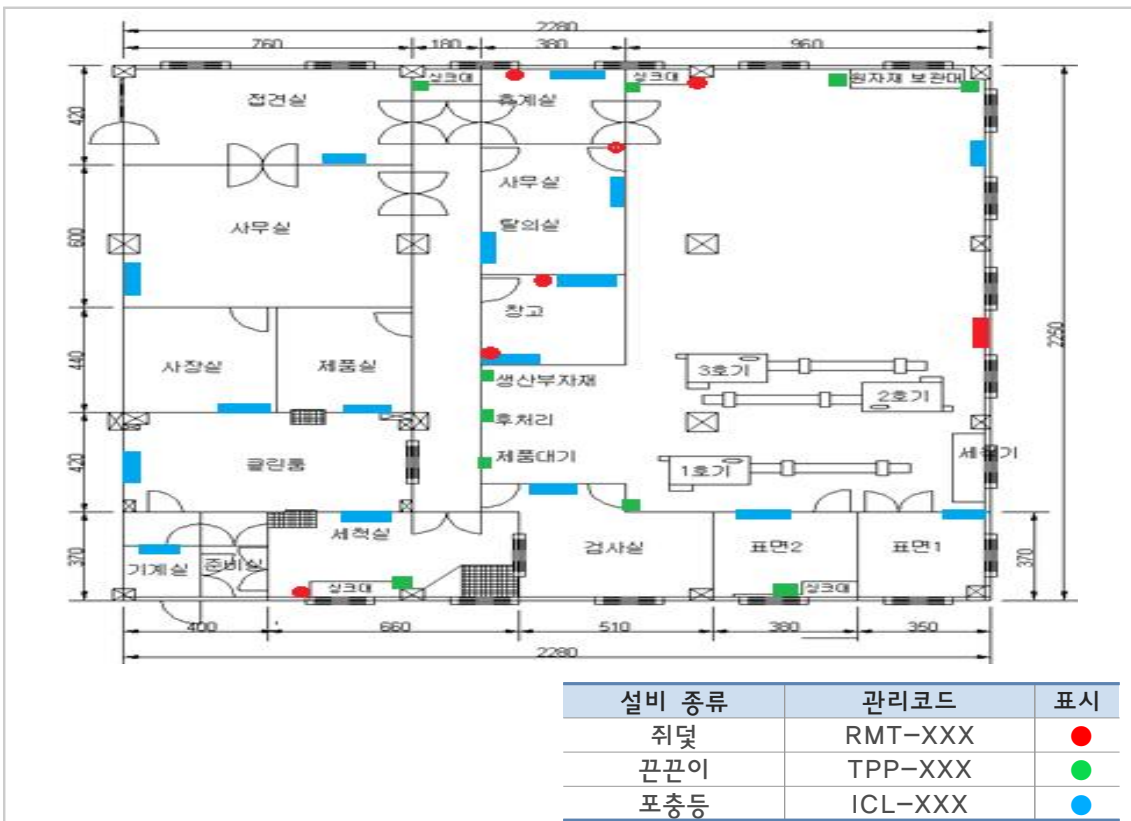 2280
760 180 380 960
접견실
싱크대
휴게실
싱크대
원자재 보관대
420
사무실
사무실
탈의실
600
창고
2250
사장실
제품실
440
3호기
생산부자재
2호기
후처리
클린룸
제품대기
1호기
세척기
420
세척실
검사실
표면2
표면1
기계실
준비실
370
370
싱크대
싱크대
400 660 510 380 350
2280
설비 종류 관리코드 표시
쥐덫 RMT-XXX
끈끈이 TPP-XXX
포충등 ICL-XXX